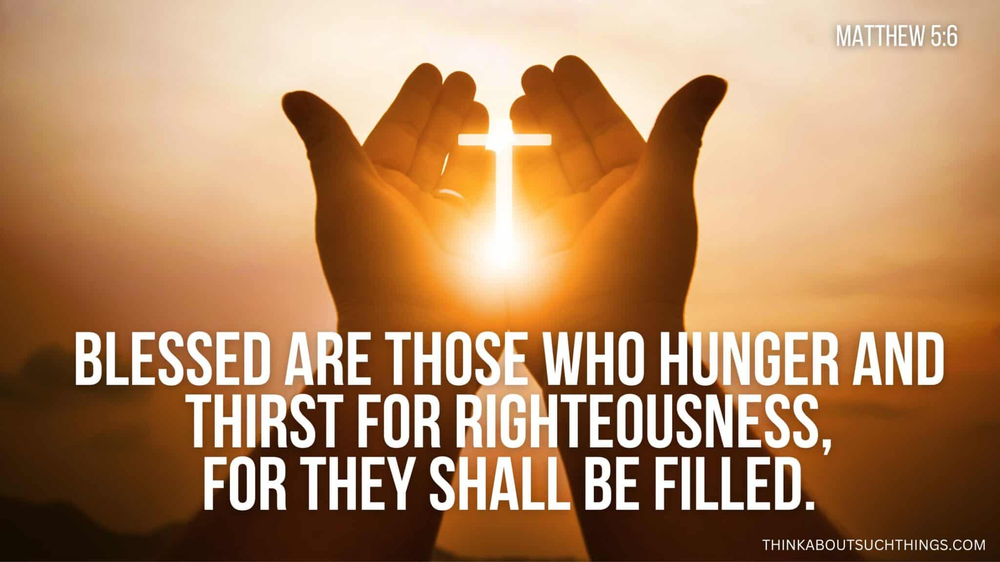 MATTHEW 5:6
BLESSED ARE THOSE WHO HUNGER AND
THIRST FOR RIGHTEOUSNESS,
FOR THEY SHALL BE FILLED.
THINKABOUTSUCHTHINGS.COM